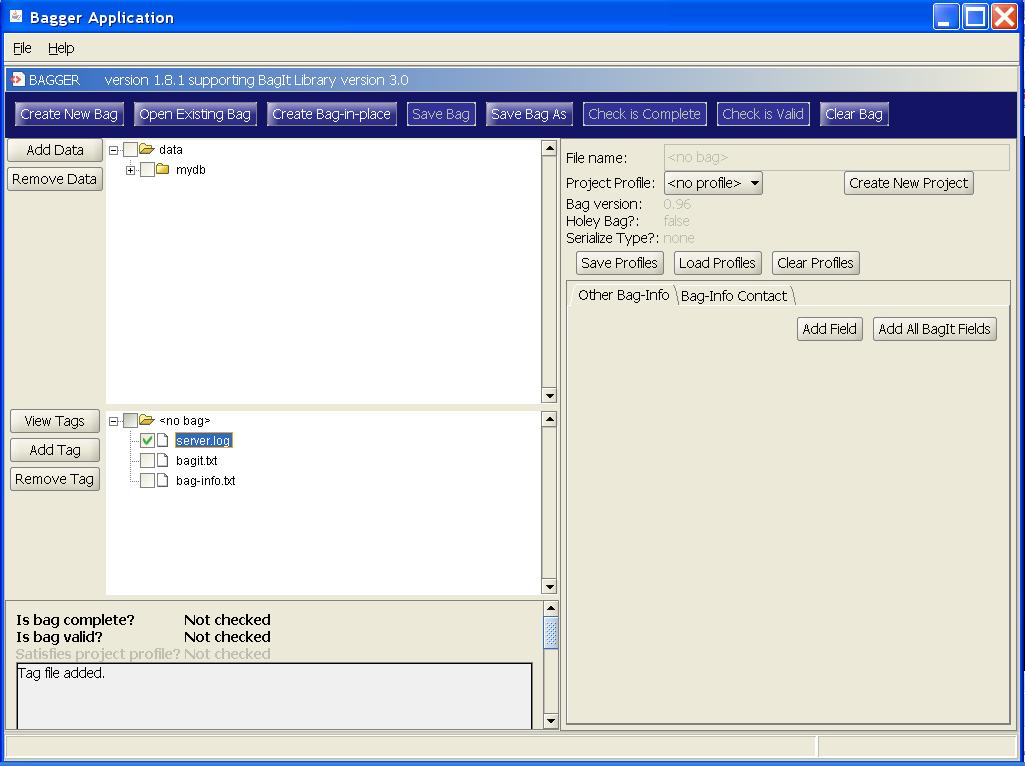 Bagger Application
File Help
BAGGER version 1.8.1 supporting BagIt Library version 3.0
Create New Bag Open Existing Bag Create Bag-in-place Save Bag Save Bag As Check is Complete Check is Valid Clear Bag
Add Data
Remove Data
data
mydb
File name: <no bag>
Project Profile: <no profile> Create New Project
Bag version: 0.96
Holey Bag?: false
Serialize Type?: none
Save Profiles Load Profiles Clear Profiles
Other Bag-Info Bag-Info Contact
Add Field Add All BagIt Fields
View Tags
Add Tag
Remove Tag
<no bag>
server.log
bagit.txt
bag-info.txt
Is bag complete? Not checked
Is bag valid? Not checked
Satisfies project profile? Not checked
Tag file added.